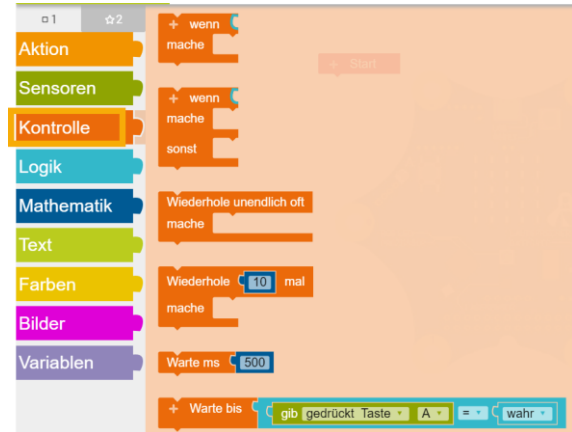 1 2
Aktion
Sensoren
Kontrolle
Logik
Mathematik
Text
Farben
Bilder
Variablen
+ wenn
mache
+ Start
+ wenn
mache
sonst
Wiederhole unendlich oft
mache
Wiederhole 10 mal
mache
Warte ms 500
+ Warte bis gib gedrückt Taste A = wahr